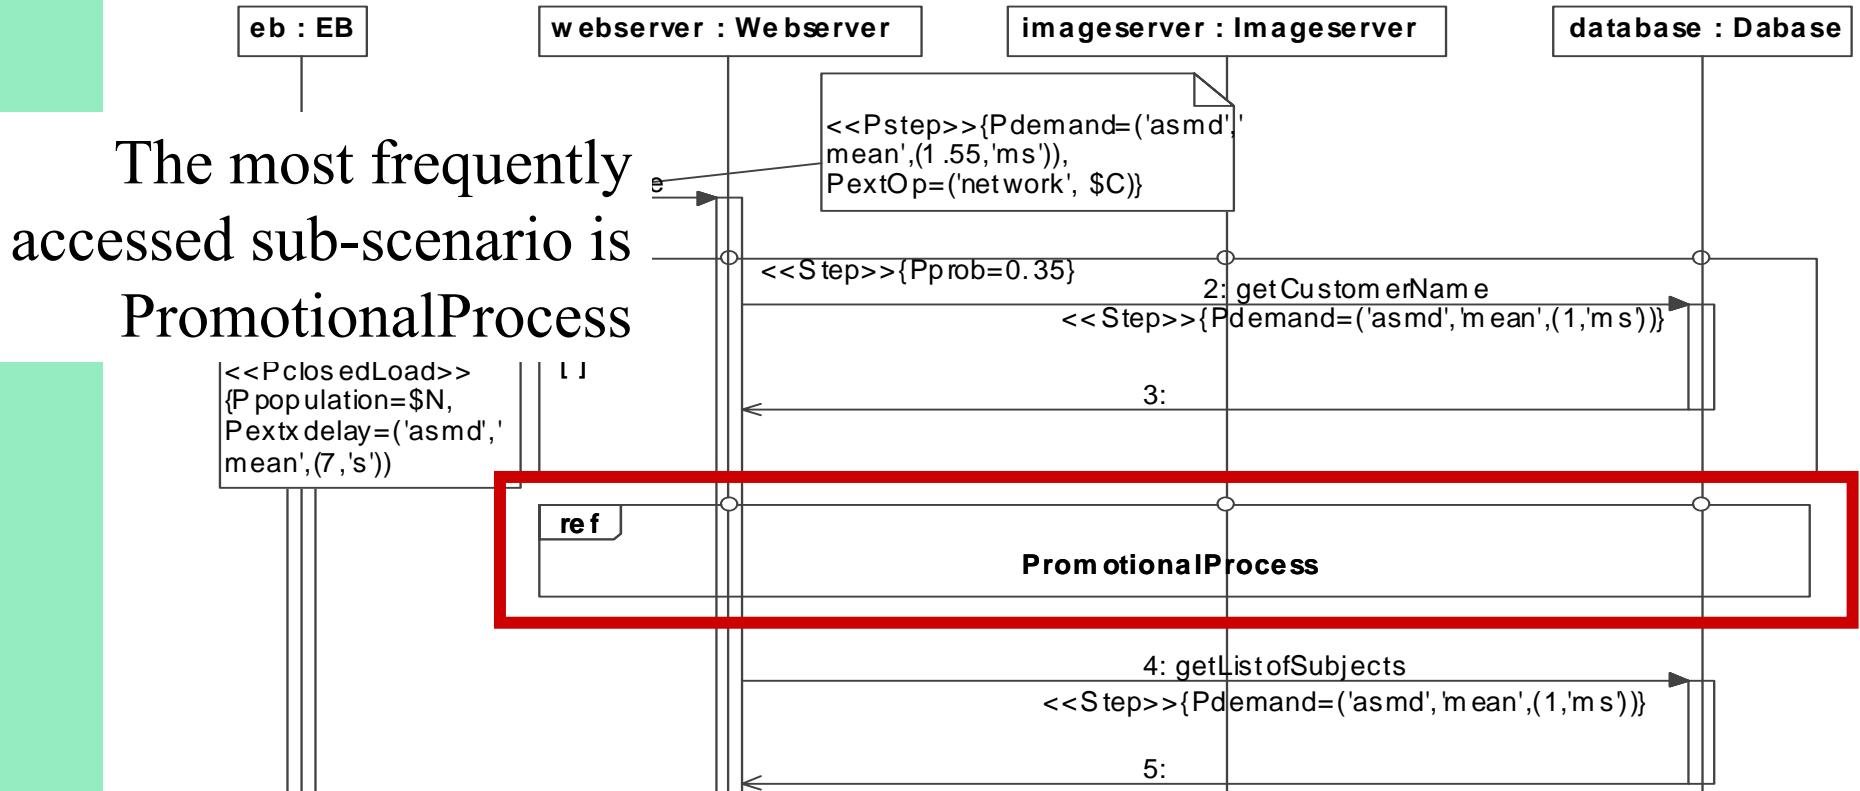 eb : EB
webserver : Webserver
imageserver : Imageserver
database : Dabase
<<Pstep>>{Pdemand=('asmd','
mean',(1.55,'ms')),
PextOp=('network', $C)}
The most frequently
accessed sub-scenario is
PromotionalProcess
<<Step>>{Pprob=0.35}
2: getCustomerName
<<Step>>{Pdemand=('asmd','mean',(1,'ms'))}
<<PclosedLoad>>
{Ppopulation=$N,
Pextxdelay=('asmd','
mean',(7,'s'))
[ ]
3:
ref
PromotionalProcess
4: getListofSubjects
<<Step>>{Pdemand=('asmd','mean',(1,'ms'))}
5: